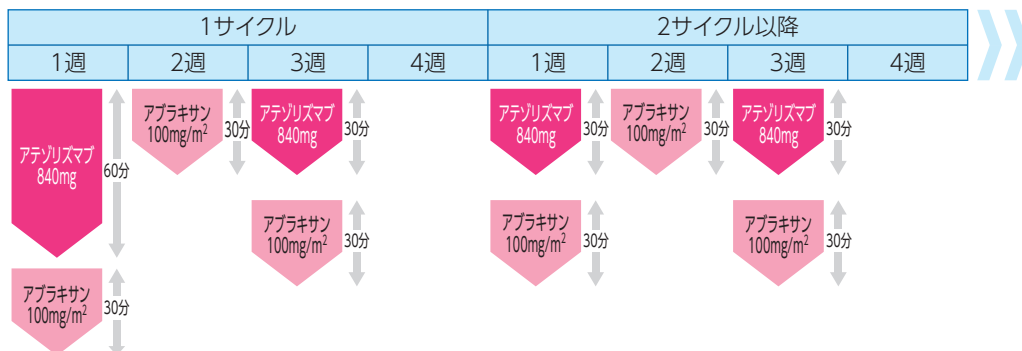 1サイクル
2サイクル以降
1週
2週
3週
4週
1週
2週
3週
4週
アテゾリズマブ
840mg
60分
アブラキサン
100mg/m²
30分
アテゾリズマブ
840mg
30分
アテゾリズマブ
840mg
30分
アブラキサン
100mg/m²
30分
アテゾリズマブ
840mg
30分
アブラキサン
100mg/m²
30分
アブラキサン
100mg/m²
30分
アブラキサン
100mg/m²
30分
アブラキサン
100mg/m²
30分